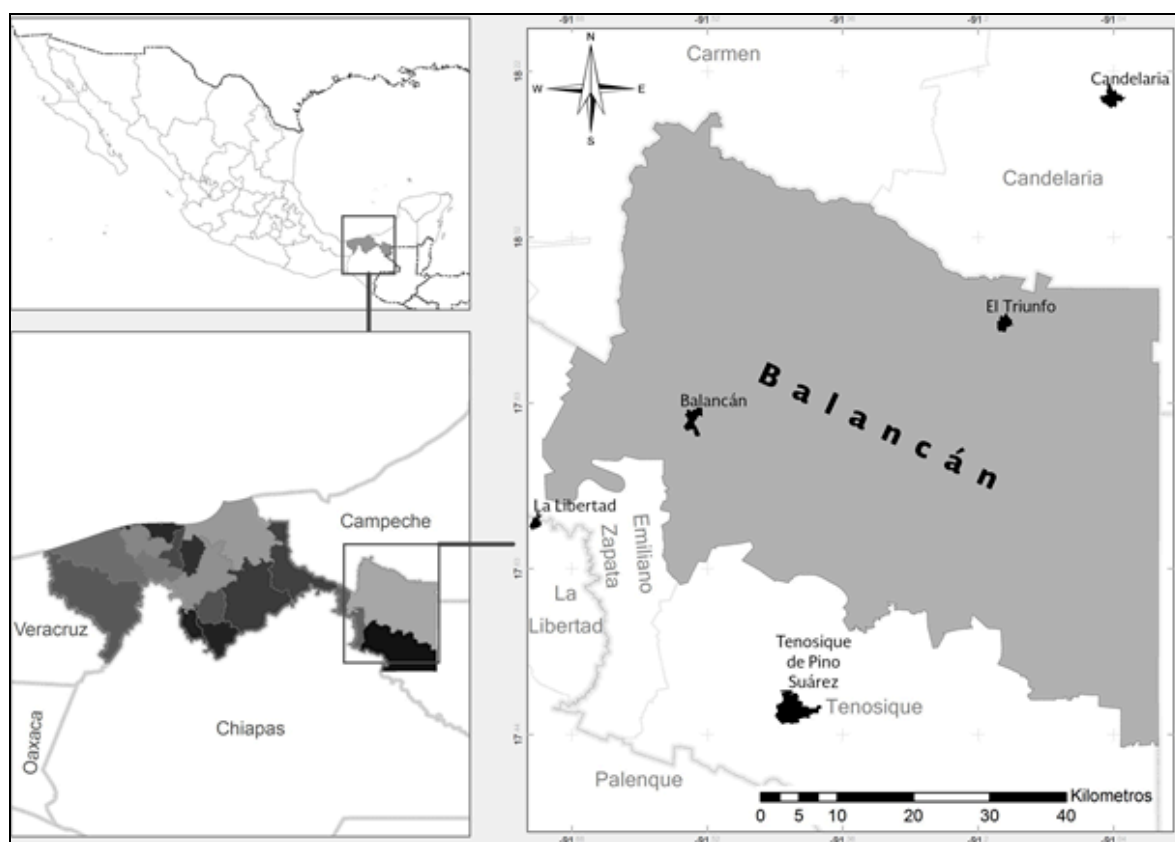 Campeche
Veracruz
Oaxaca
Chiapas
N
W
E
S
Carmen
Candelaria
Candelaria
El Triunfo
Balancán
Balancán
La Libertad
Emiliano
Zapata
La
Libertad
Tenosique
de Pino
Suárez
Tenosique
Palenque
Kilometros
0 5 10 20 30 40